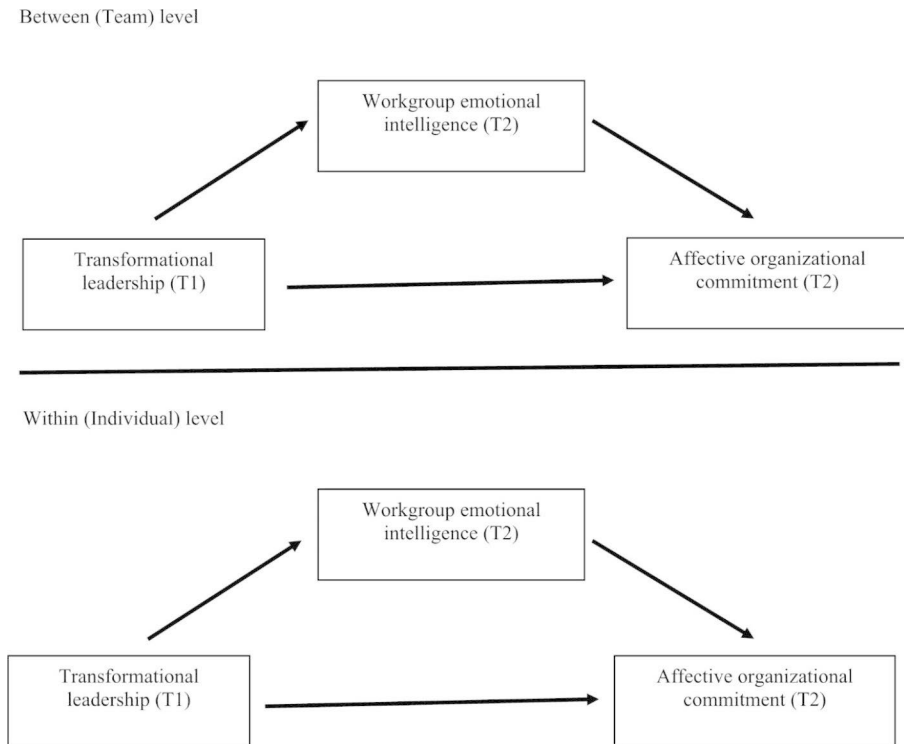 Between (Team) level
Workgroup emotional
intelligence (T2)
Transformational
leadership (T1)
Affective organizational
commitment (T2)
Within (Individual) level
Workgroup emotional
intelligence (T2)
Transformational
leadership (T1)
Affective organizational
commitment (T2)